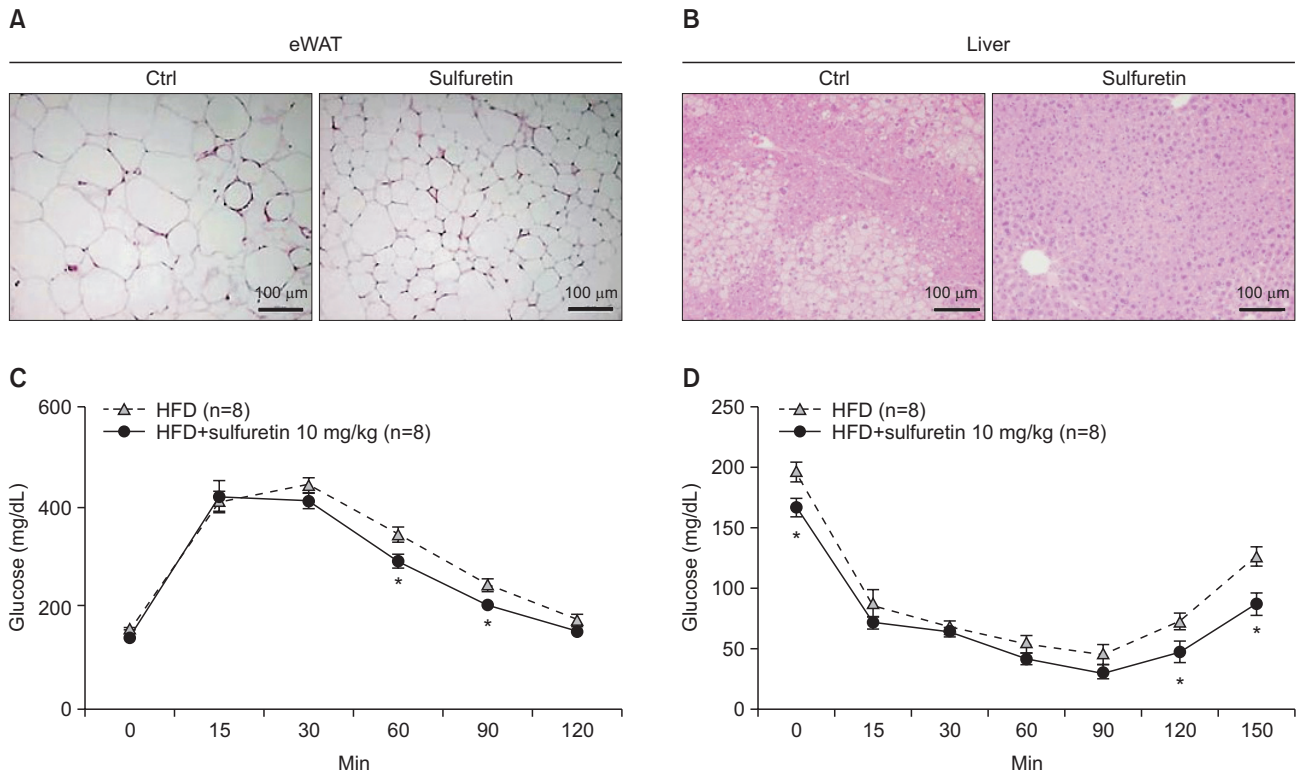 A
eWAT
Ctrl
Sulfuretin
100 μm
100 μm
B
Liver
Ctrl
Sulfuretin
100 μm
100 μm
C
HFD (n=8)
HFD+sulfuretin 10 mg/kg (n=8)
Glucose (mg/dL)
600
400
200
0
*
*
0 15 30 60 90 120
Min
D
HFD (n=8)
HFD+sulfuretin 10 mg/kg (n=8)
Glucose (mg/dL)
250
200
150
100
50
0
*
*
*
0 15 30 60 90 120 150
Min